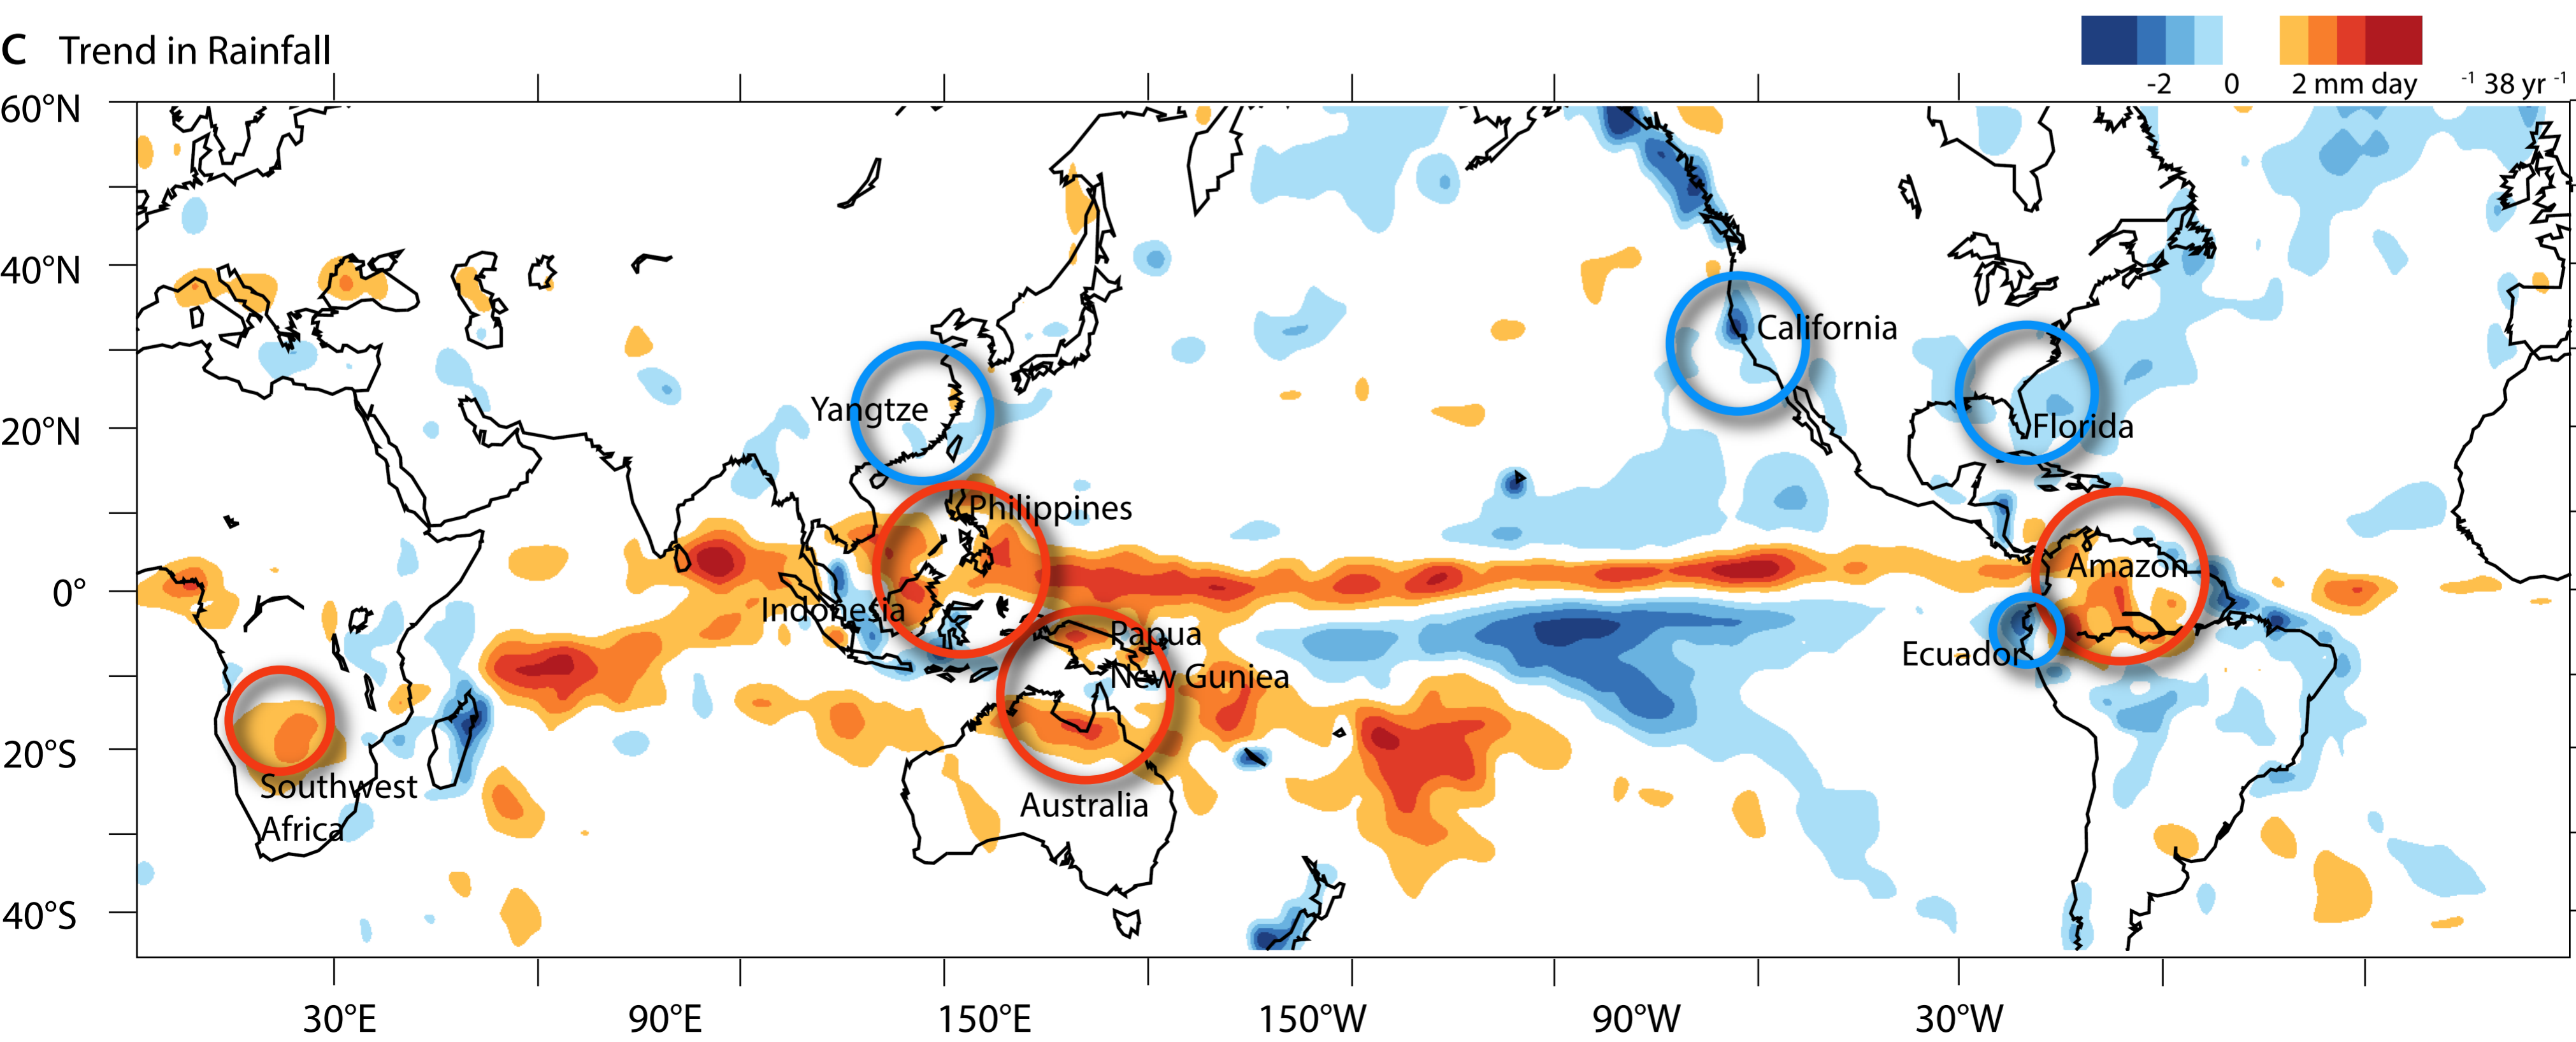 C Trend in Rainfall
-2 0 2 mm day -1 38 yr -1
60°N
40°N
California
Yangtze
20°N
Florida
Philippines
Amazon
0°
Indonesia
Papua
Ecuador
New Guniea
20°S
Southwest
Australia
Africa
40°S
30°E 90°E 150°E 150°W 90°W 30°W